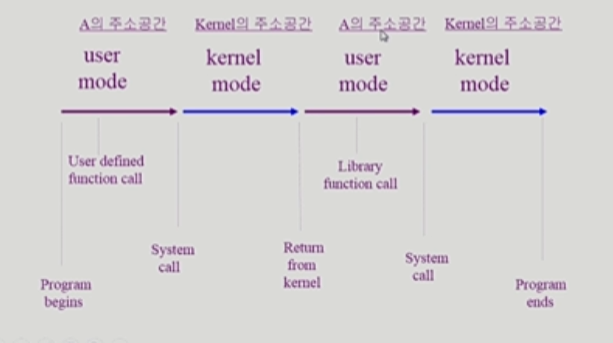 A의 주소공간
Kernel의 주소공간
A의 주소공간
Kernel의 주소공간
user
mode
kernel
mode
user
mode
kernel
mode
User defined
function call
Library
function call
System
call
Return
from
kernel
System
call
Program
begins
Program
ends